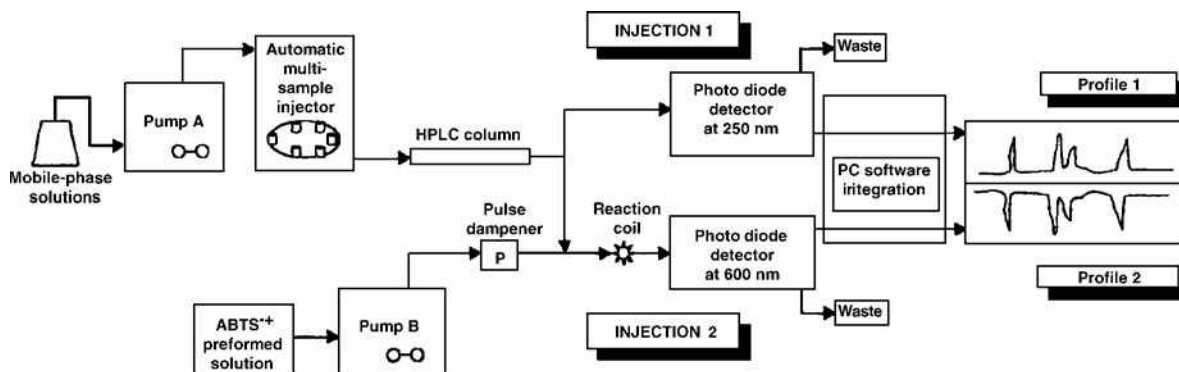 INJECTION 1
Waste
Automatic
multi-
sample
injector
Photo diode
detector
at 250 nm
Profile 1
Pump A
HPLC column
Mobile-phase
solutions
PC software
iritegration
Pulse
dampener
Reaction
coil
P
Photo diode
detector
at 600 nm
Profile 2
ABTS·+
preformed
solution
Pump B
INJECTION 2
Waste